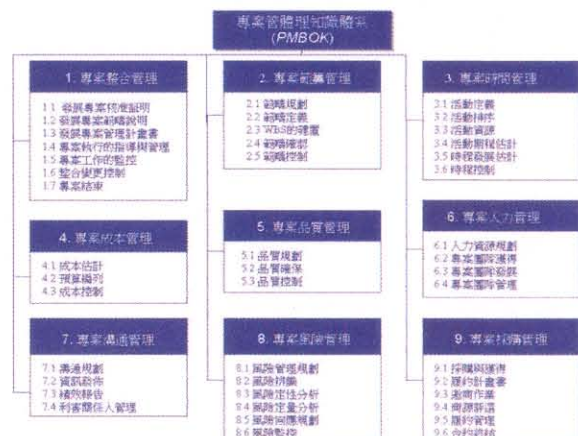 專案管體理知識體系
(PMBOK)
1. 專案整合管理
1.1 發展專案核准証明
1.2 發展專案範疇說明
1.3 發展專案管理計畫書
1.4 專案執行的指導與管理
1.5 專案工作的監控
1.6 整合變更控制
1.7 專案結束
2. 專案範疇管理
2.1 範疇規劃
2.2 範疇定義
2.3 WBS的建置
2.4 範疇確認
2.5 範疇控制
3. 專案時間管理
3.1 活動定義
3.2 活動排序
3.3 活動資源
3.4 活動期程估計
3.5 時程發展估計
3.6 時程控制
4. 專案成本管理
4.1 成本估計
4.2 預算編列
4.3 成本控制
5. 專案品質管理
5.1 品質規劃
5.2 品質確保
5.3 品質控制
6. 專案人力管理
6.1 人力資源規劃
6.2 專案團隊獲得
6.3 專案團隊發展
6.4 專案團隊管理
7. 專案溝通管理
7.1 溝通規劃
7.2 資訊發佈
7.3 績效報告
7.4 利害關係人管理
8. 專案風險管理
8.1 風險管理規劃
8.2 風險辨識
8.3 風險定性分析
8.4 風險定量分析
8.5 風險回應規劃
8.6 風險監控
9. 專案採購管理
9.1 採購與獲得
9.2 履約計畫書
9.3 邀商作業
9.4 商源評選
9.5 履約管理
9.6 合約終結